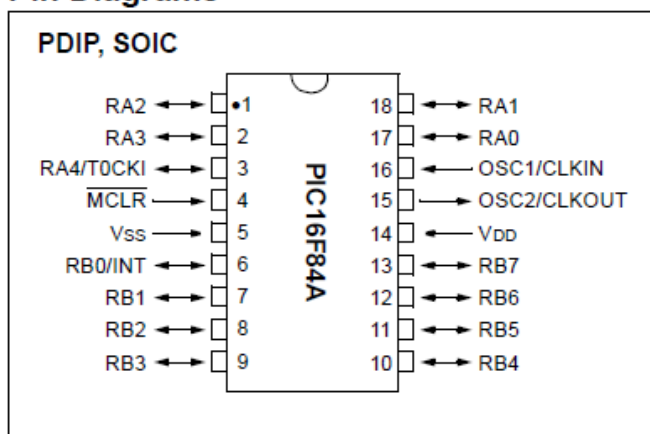 PDIP, SOIC
RA2 •1 18 RA1
RA3 2 17 RA0
RA4/T0CKI 3 16 OSC1/CLKIN
MCLR 4 15 OSC2/CLKOUT
VSS 5 14 VDD
RB0/INT 6 13 RB7
RB1 7 12 RB6
RB2 8 11 RB5
RB3 9 10 RB4
PIC16F84A